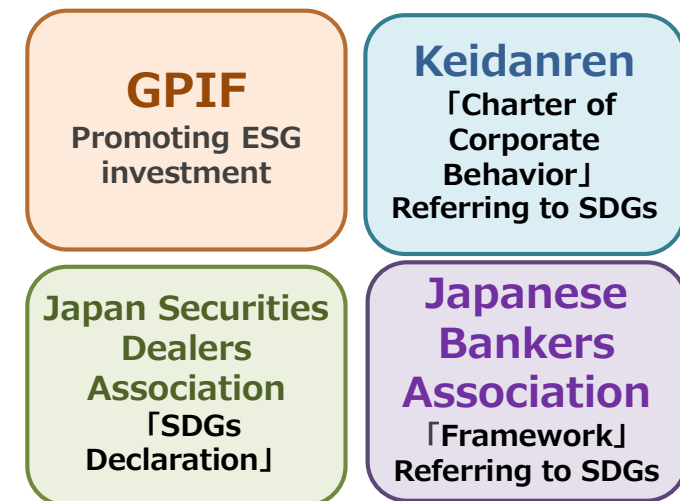 GPIF
Promoting ESG
investment
Keidanren
「Charter of
Corporate
Behavior」
Referring to SDGs
Japan Securities
Dealers
Association
「SDGs
Declaration」
Japanese
Bankers
Association
「Framework」
Referring to SDGs